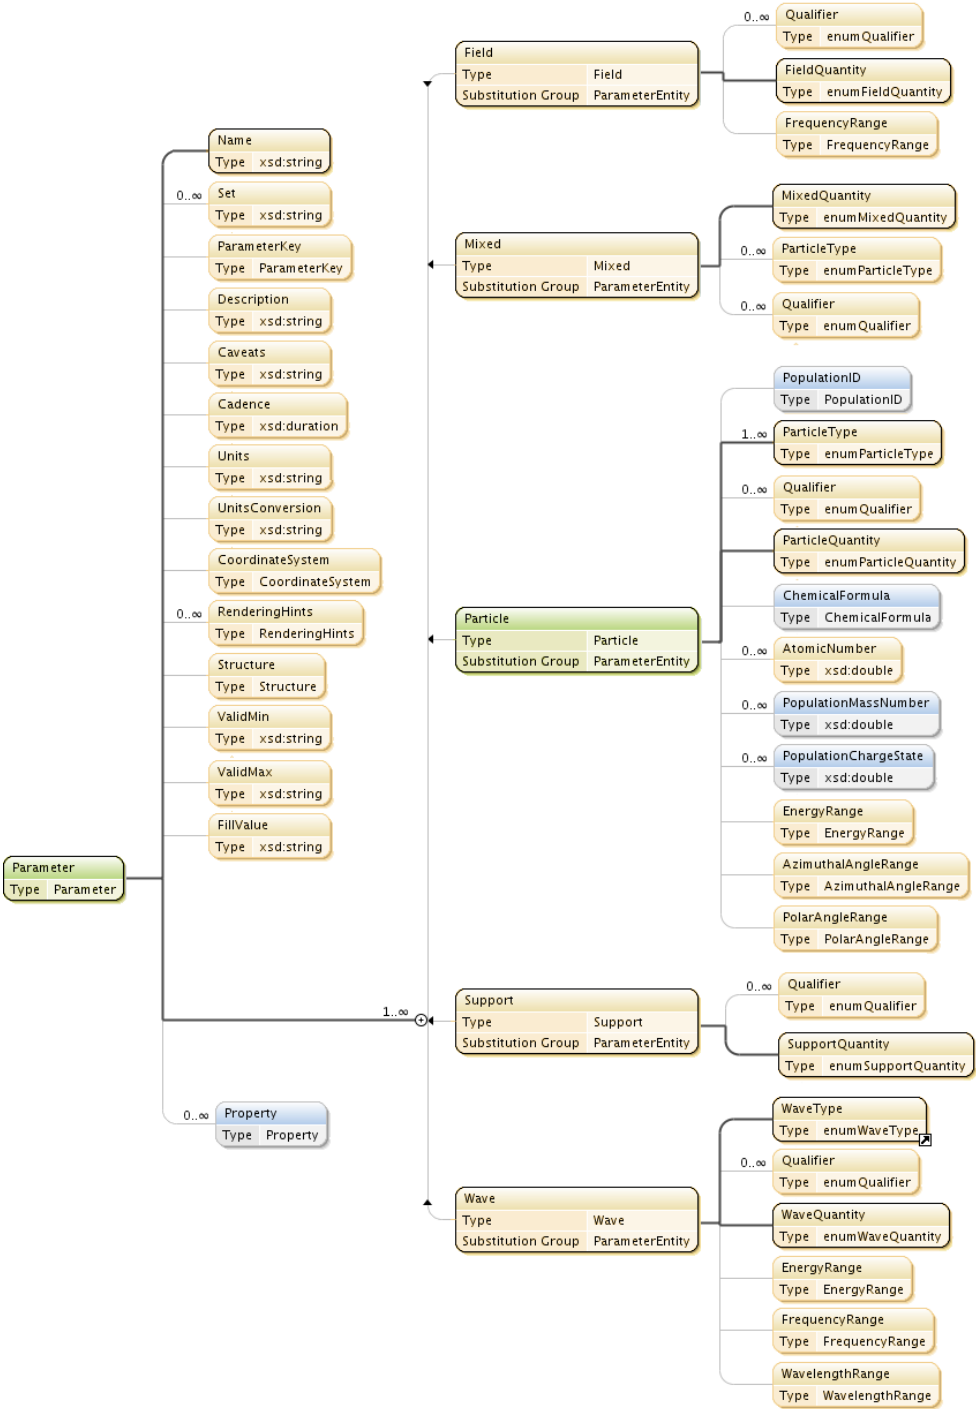 Parameter
Type Parameter
Name
Type xsd:string
0..∞
Set
Type xsd:string
ParameterKey
Type ParameterKey
Description
Type xsd:string
Caveats
Type xsd:string
Cadence
Type xsd:duration
Units
Type xsd:string
UnitsConversion
Type xsd:string
CoordinateSystem
Type CoordinateSystem
0..∞
RenderingHints
Type RenderingHints
Structure
Type Structure
ValidMin
Type xsd:string
ValidMax
Type xsd:string
FillValue
Type xsd:string
1..∞
0..∞
Property
Type Property
Field
Type Field
Substitution Group ParameterEntity
0..∞
Qualifier
Type enumQualifier
FieldQuantity
Type enumFieldQuantity
FrequencyRange
Type FrequencyRange
Mixed
Type Mixed
Substitution Group ParameterEntity
MixedQuantity
Type enumMixedQuantity
0..∞
ParticleType
Type enumParticleType
0..∞
Qualifier
Type enumQualifier
Particle
Type Particle
Substitution Group ParameterEntity
PopulationID
Type PopulationID
1..∞
ParticleType
Type enumParticleType
0..∞
Qualifier
Type enumQualifier
ParticleQuantity
Type enumParticleQuantity
ChemicalFormula
Type ChemicalFormula
0..∞
AtomicNumber
Type xsd:double
0..∞
PopulationMassNumber
Type xsd:double
0..∞
PopulationChargeState
Type xsd:double
EnergyRange
Type EnergyRange
AzimuthalAngleRange
Type AzimuthalAngleRange
PolarAngleRange
Type PolarAngleRange
Support
Type Support
Substitution Group ParameterEntity
0..∞
Qualifier
Type enumQualifier
SupportQuantity
Type enumSupportQuantity
Wave
Type Wave
Substitution Group ParameterEntity
WaveType
Type enumWaveType
0..∞
Qualifier
Type enumQualifier
WaveQuantity
Type enumWaveQuantity
EnergyRange
Type EnergyRange
FrequencyRange
Type FrequencyRange
WavelengthRange
Type WavelengthRange